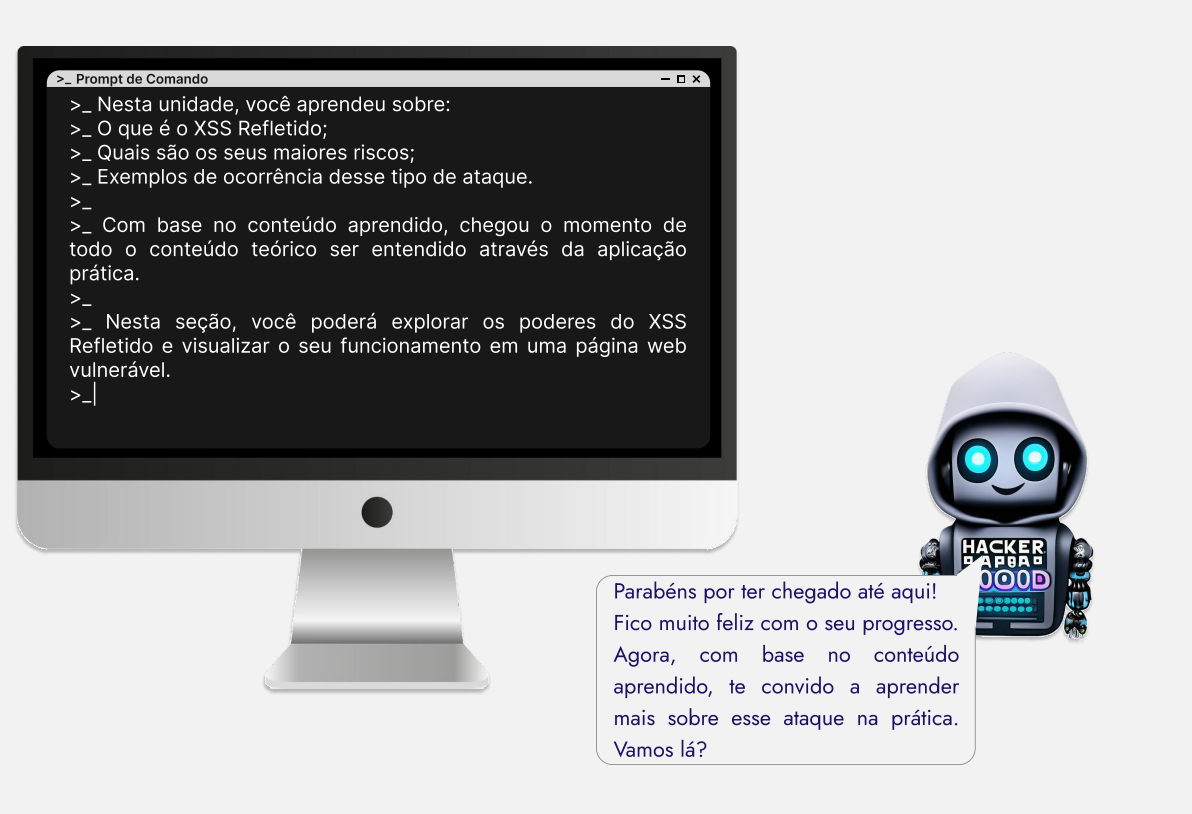 >_ Prompt de Comando
>_ Nesta unidade, você aprendeu sobre:
>_ O que é o XSS Refletido;
>_ Quais são os seus maiores riscos;
>_ Exemplos de ocorrência desse tipo de ataque.
>_
>_ Com base no conteúdo aprendido, chegou o momento de
todo o conteúdo teórico ser entendido através da aplicação
prática.
>_
>_ Nesta seção, você poderá explorar os poderes do XSS
Refletido e visualizar o seu funcionamento em uma página web
vulnerável.
>_|
HACKER
Parabéns por ter chegado até aqui!
Fico muito feliz com o seu progresso.
Agora, com base no conteúdo
aprendido, te convido a aprender
mais sobre esse ataque na prática.
Vamos lá?